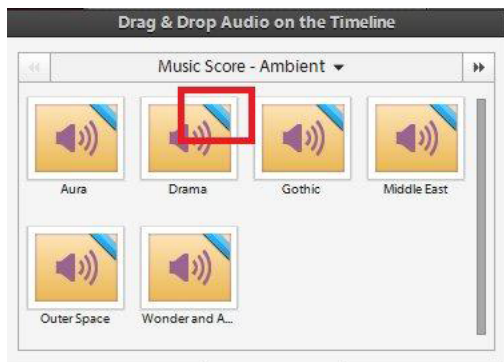 Drag & Drop Audio on the Timeline
Music Score - Ambient
Aura Drama Gothic Middle East
Outer Space Wonder and A...